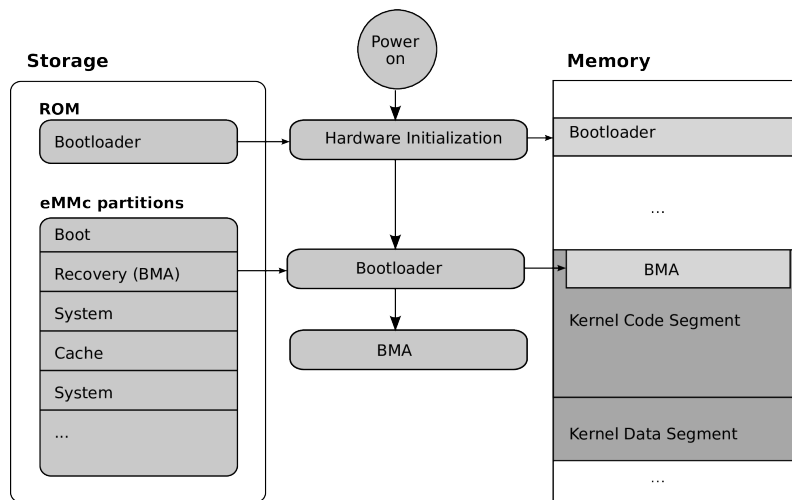 Power
on
Storage
Memory
ROM
Bootloader
Hardware Initialization
Bootloader
...
eMMc partitions
Boot
Recovery (BMA)
System
Cache
System
...
Bootloader
BMA
BMA
Kernel Code Segment
Kernel Data Segment
...